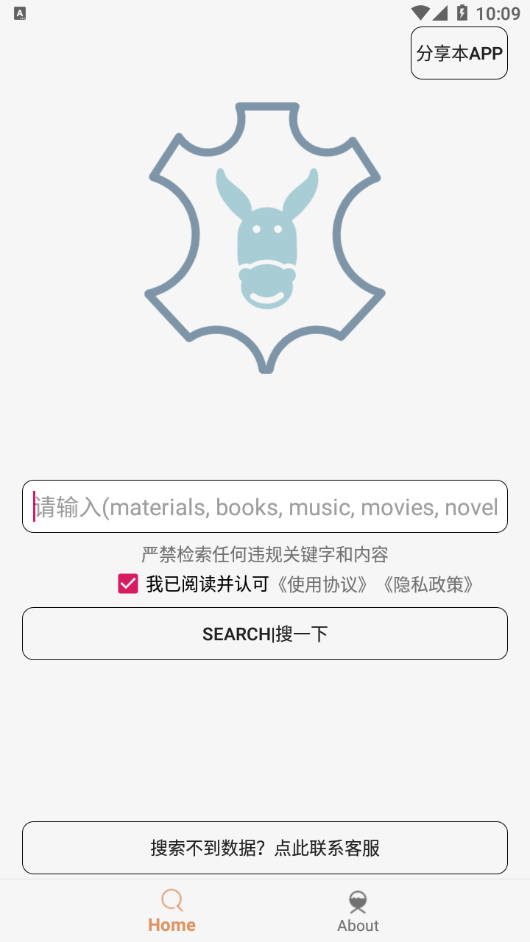 10:09
分享本APP
请输入(materials, books, music, movies, novel
严禁检索任何违规关键字和内容
我已阅读并认可《使用协议》《隐私政策》
SEARCH|搜一下
搜索不到数据？点此联系客服
Home
About